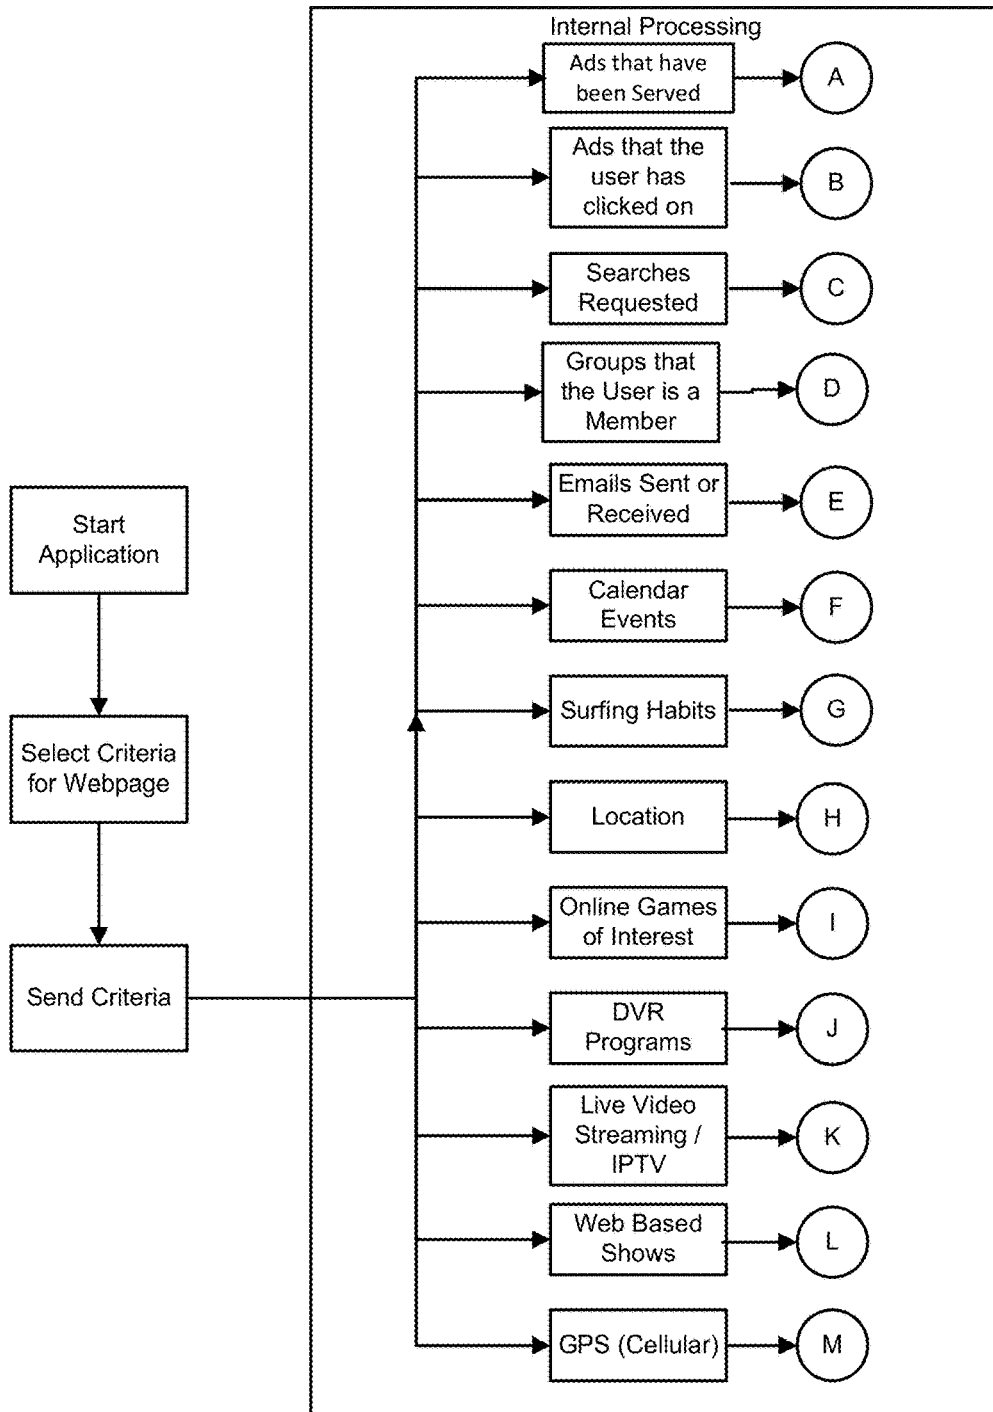 Internal Processing
Ads that have
been Served
A
Ads that the
user has
clicked on
B
Searches
Requested
C
Groups that
the User is a
Member
D
Emails Sent or
Received
E
Start
Application
Calendar
Events
F
Surfing Habits
G
Select Criteria
for Webpage
Location
H
Online Games
of Interest
I
Send Criteria
DVR
Programs
J
Live Video
Streaming /
IPTV
K
Web Based
Shows
L
GPS (Cellular)
M